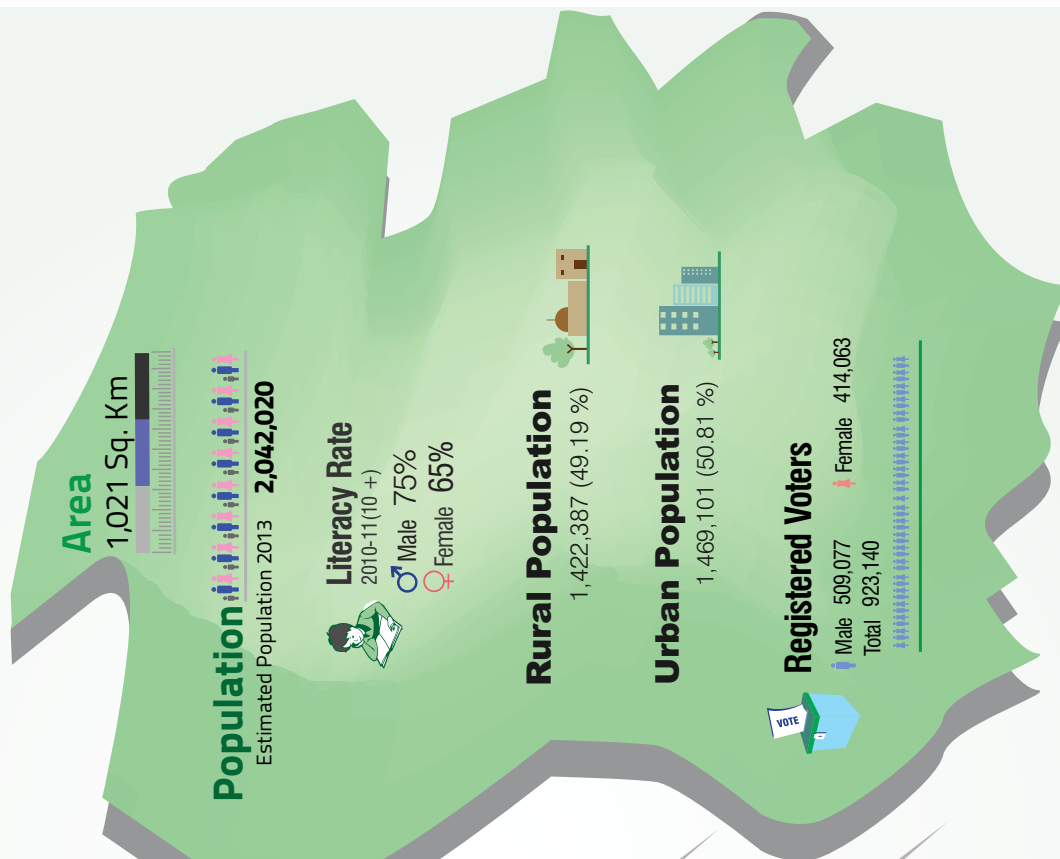 Area
1,021 Sq. Km
Population
Estimated Population 2013 2,042,020
Literacy Rate
2010-11(10 +)
Male 75%
Female 65%
Rural Population
1,422,387 (49.19 %)
Urban Population
1,469,101 (50.81 %)
Registered Voters
Male 509,077 Female 414,063
Total 923,140
VOTE